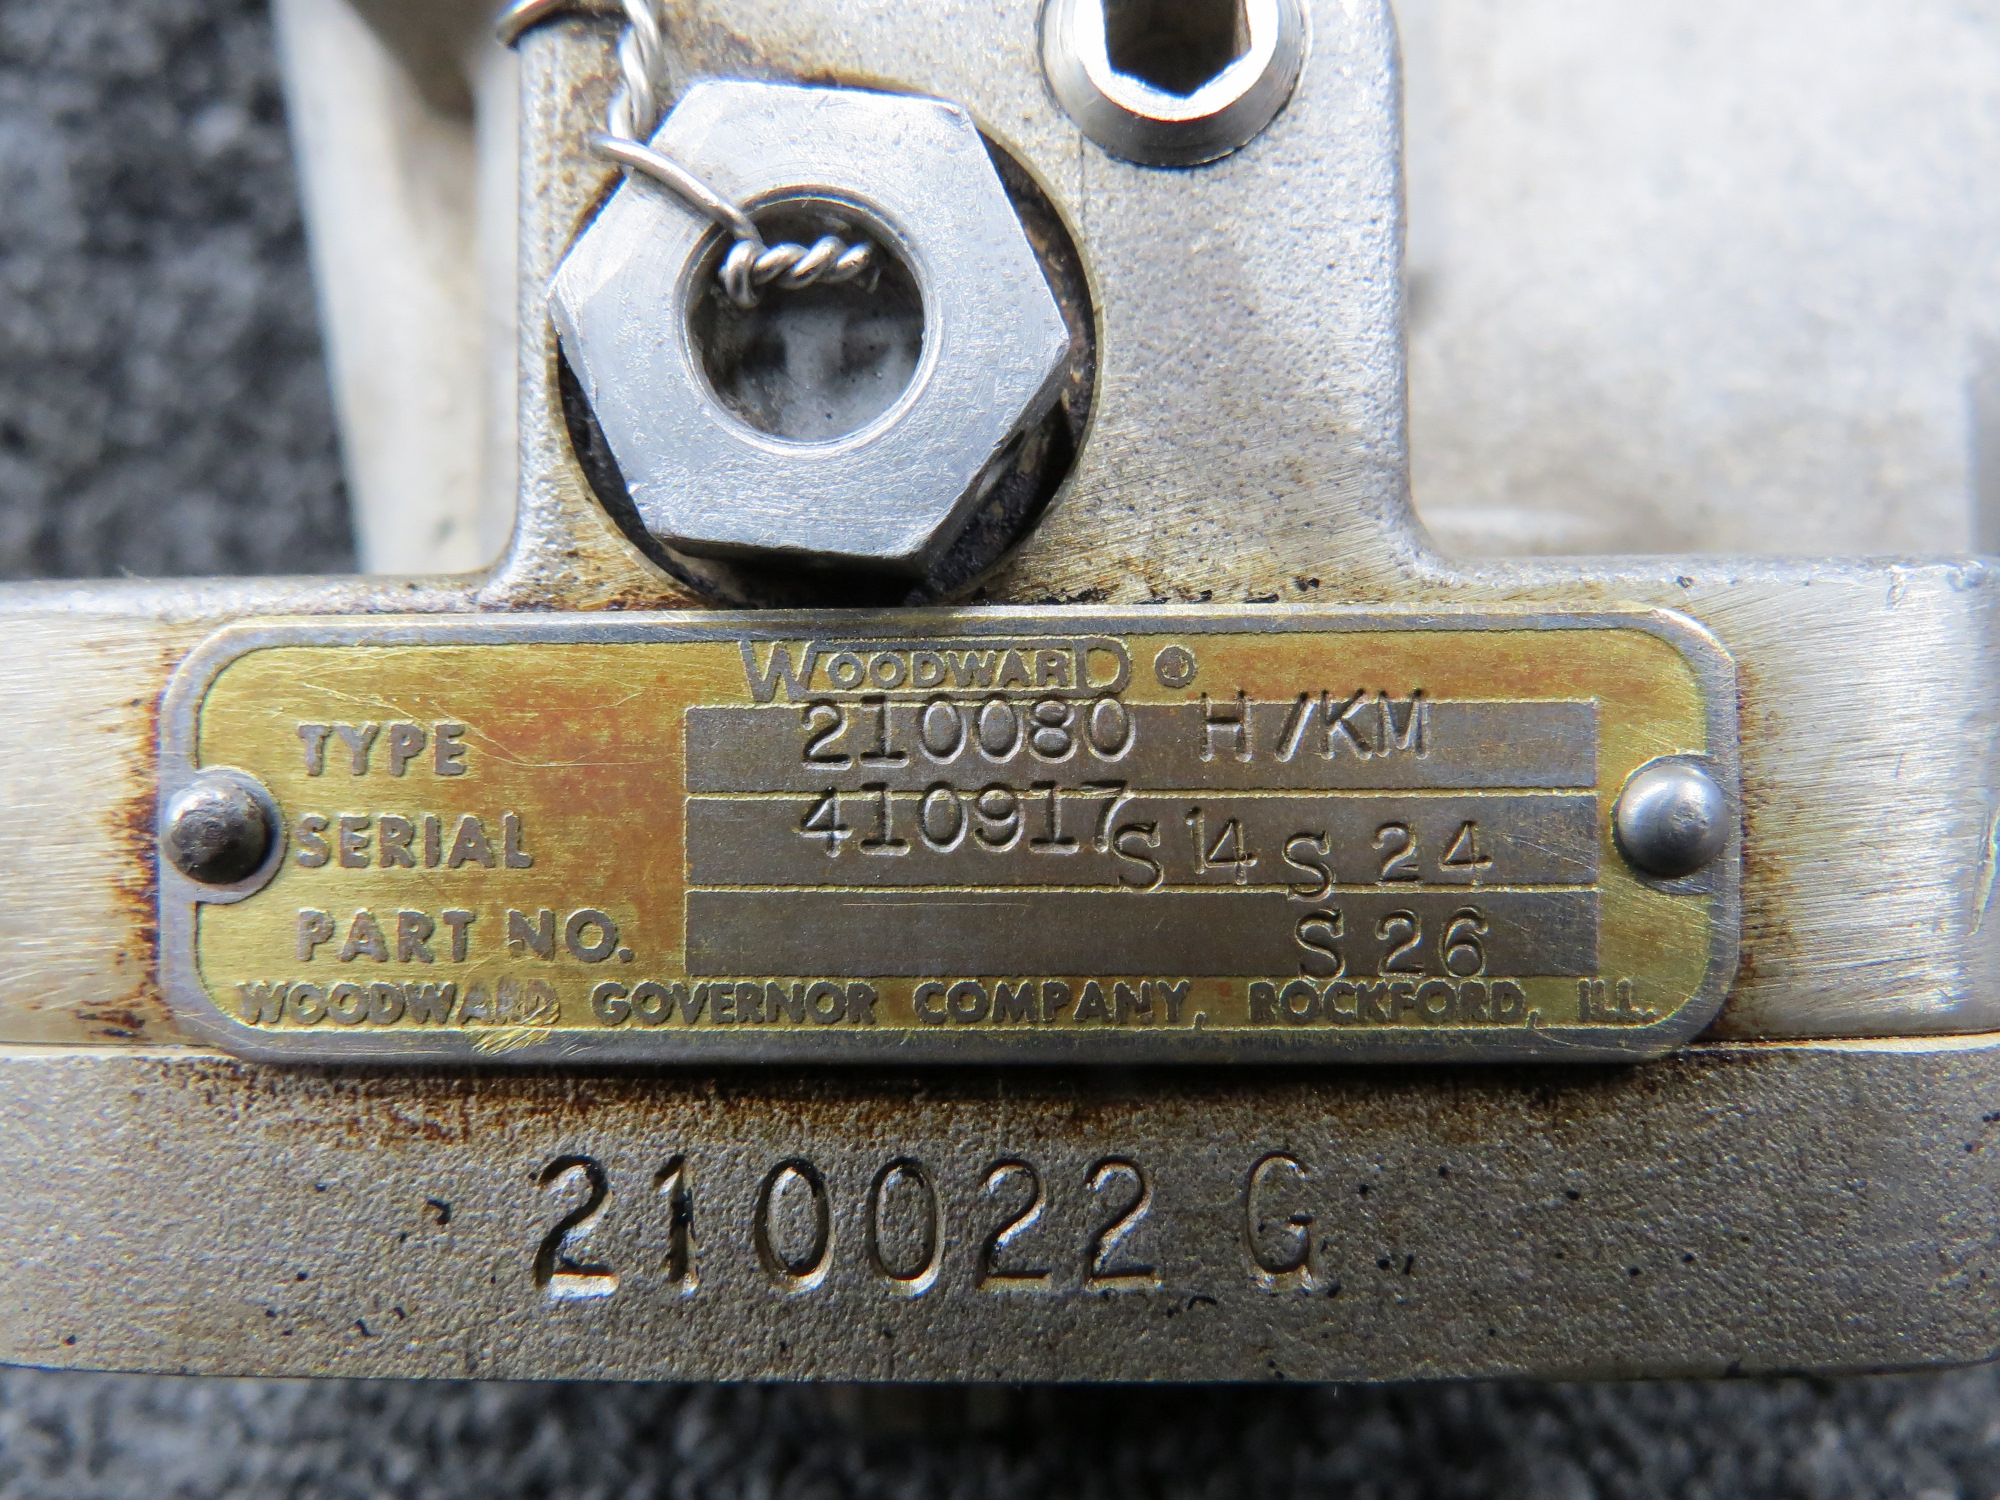 WOODWARD ®
TYPE 210080 H/KM
SERIAL 410917 S14 S 24
PART NO. S 26
WOODWARD GOVERNOR COMPANY, ROCKFORD, ILL.
210022 G